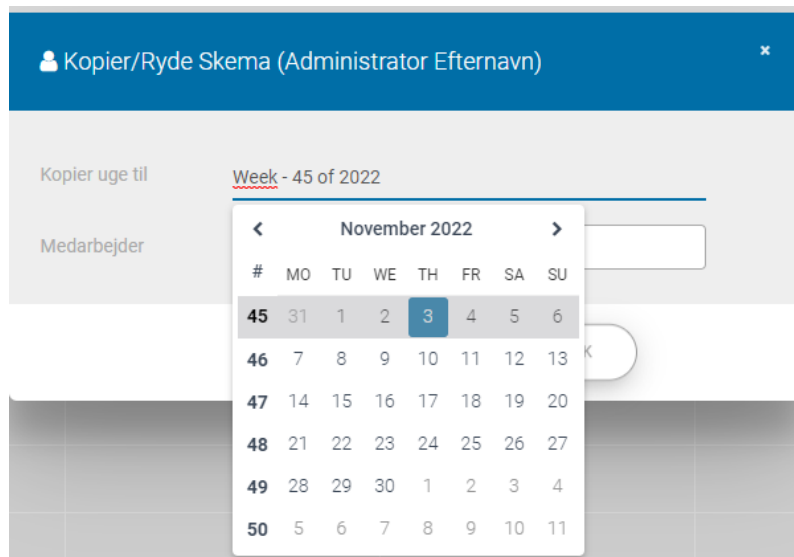 Kopier/Ryde Skema (Administrator Efternavn)
Kopier uge til
Week - 45 of 2022
Medarbejder
November 2022
# MO TU WE TH FR SA SU
45 31 1 2 3 4 5 6
46 7 8 9 10 11 12 13
47 14 15 16 17 18 19 20
48 21 22 23 24 25 26 27
49 28 29 30 1 2 3 4
50 5 6 7 8 9 10 11
K